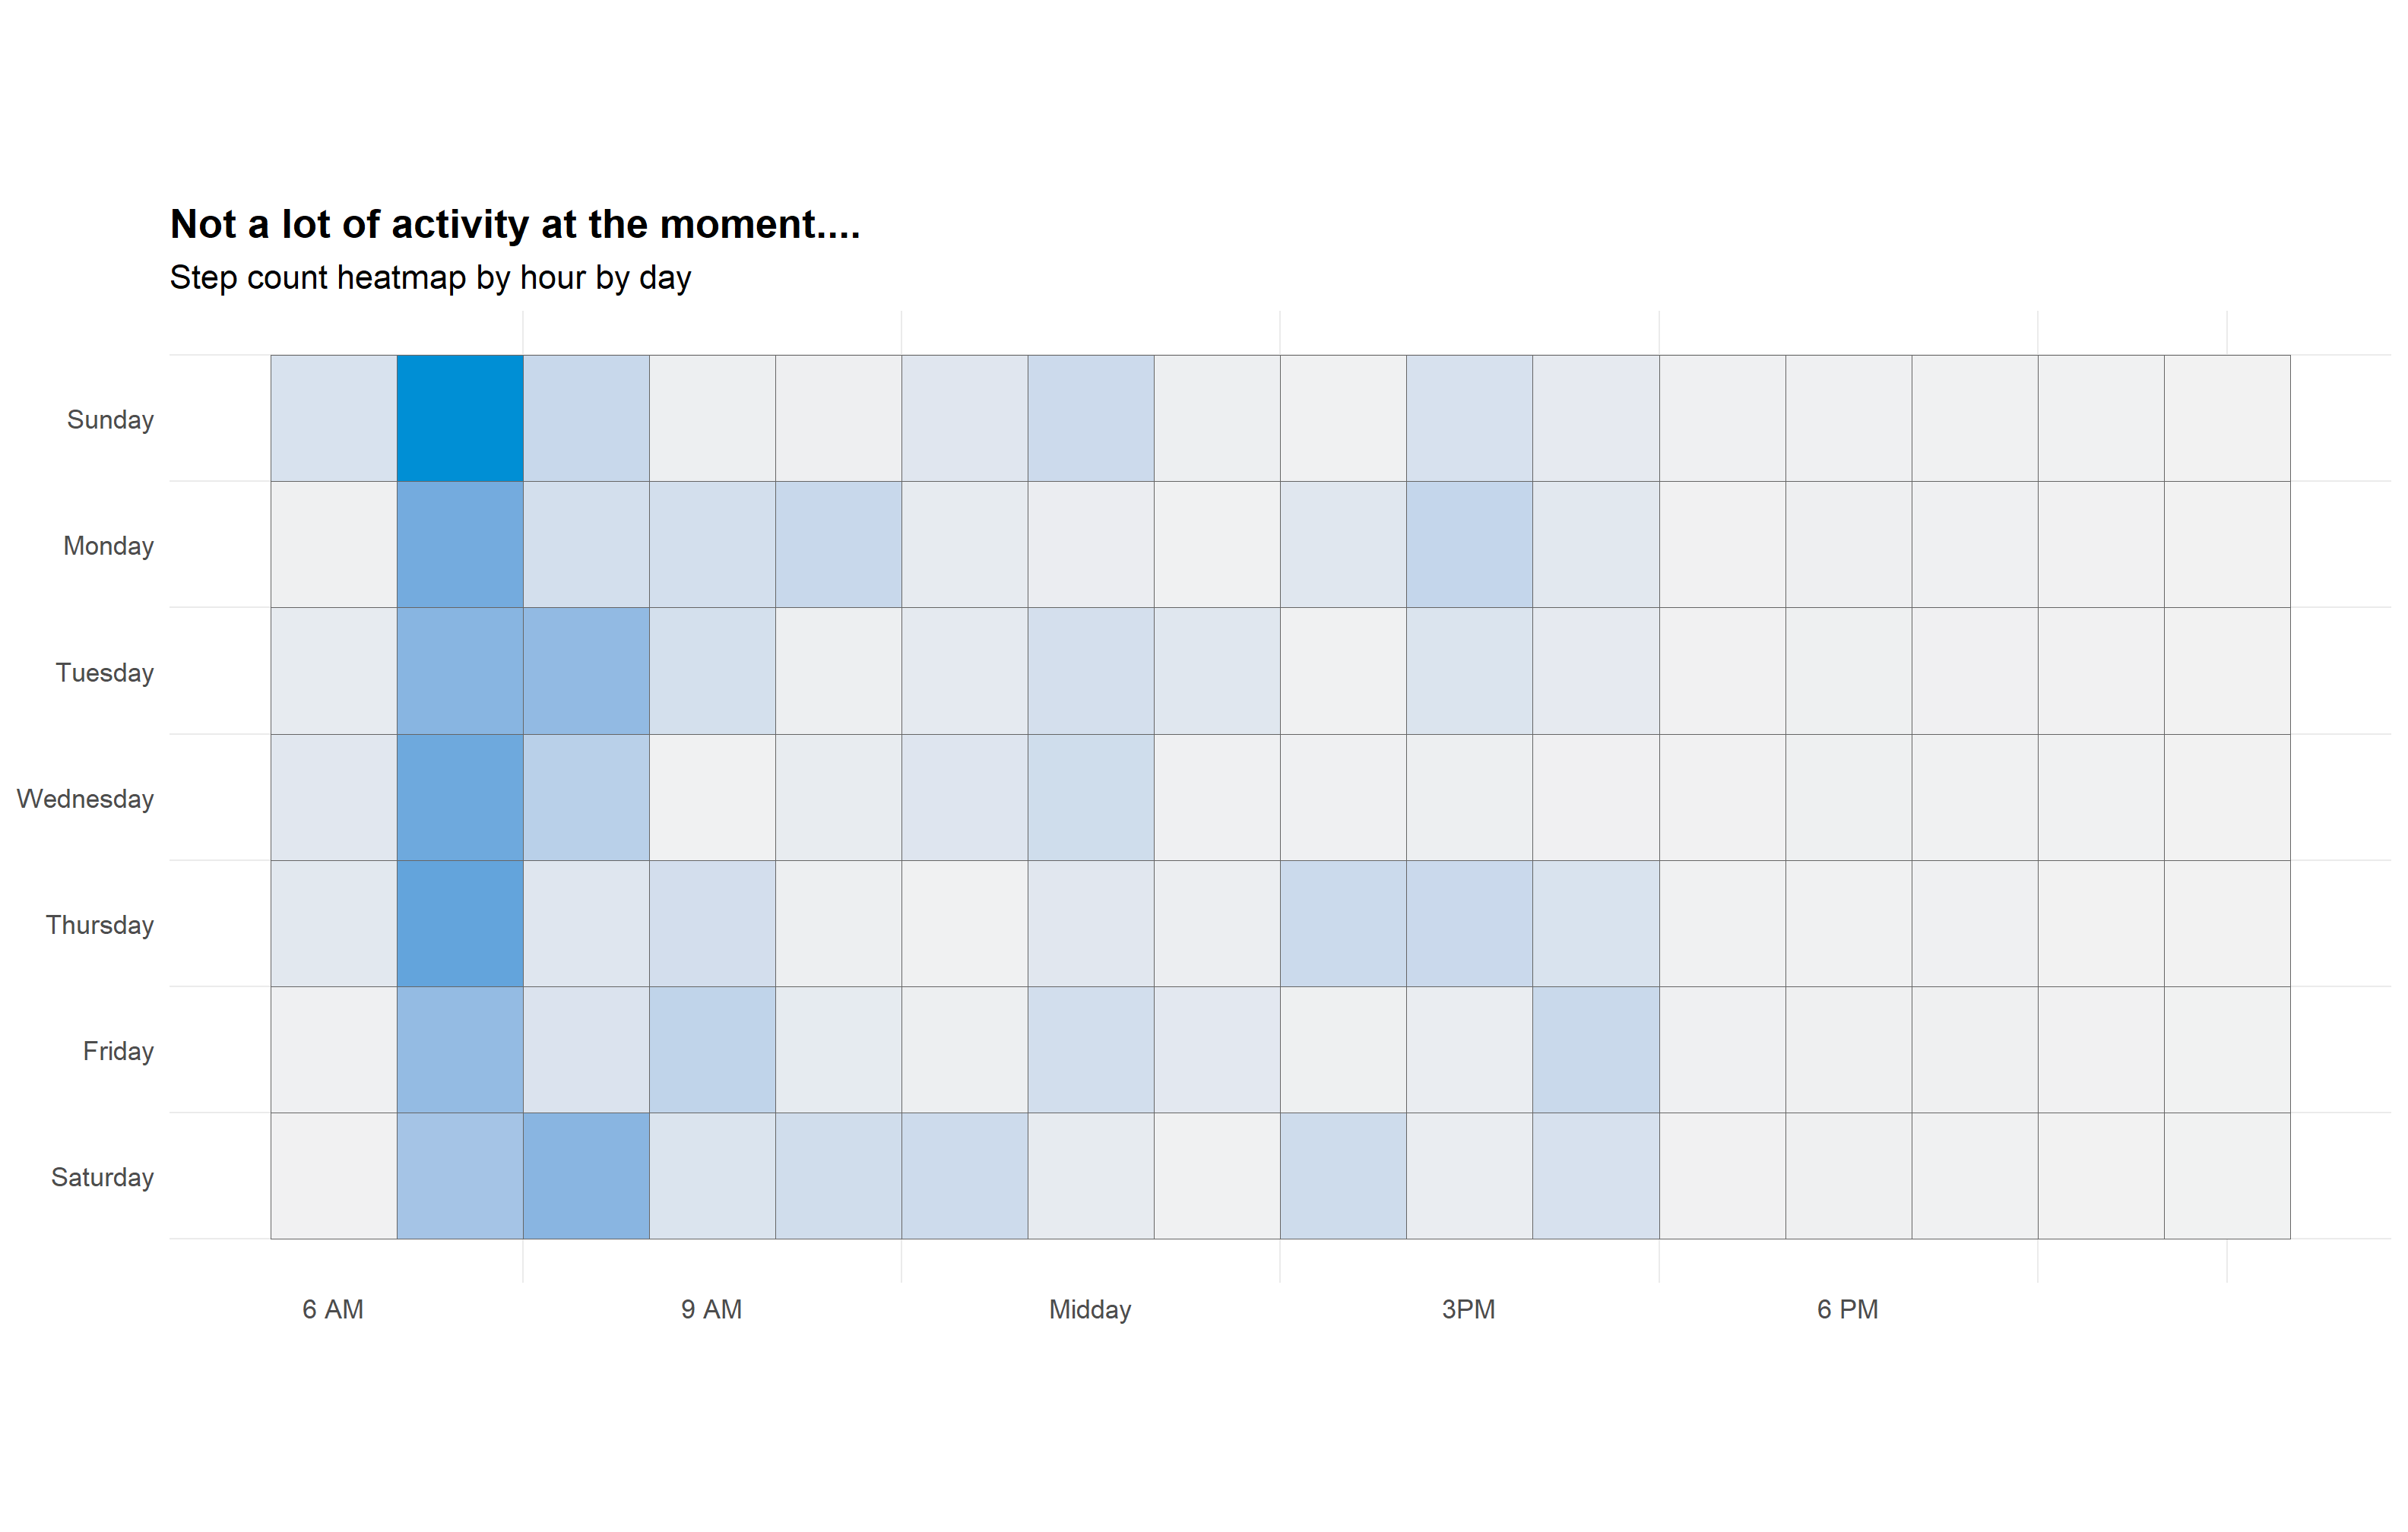 Not a lot of activity at the moment....
Step count heatmap by hour by day
Sunday
Monday
Tuesday
Wednesday
Thursday
Friday
Saturday
6 AM
9 AM
Midday
3PM
6 PM